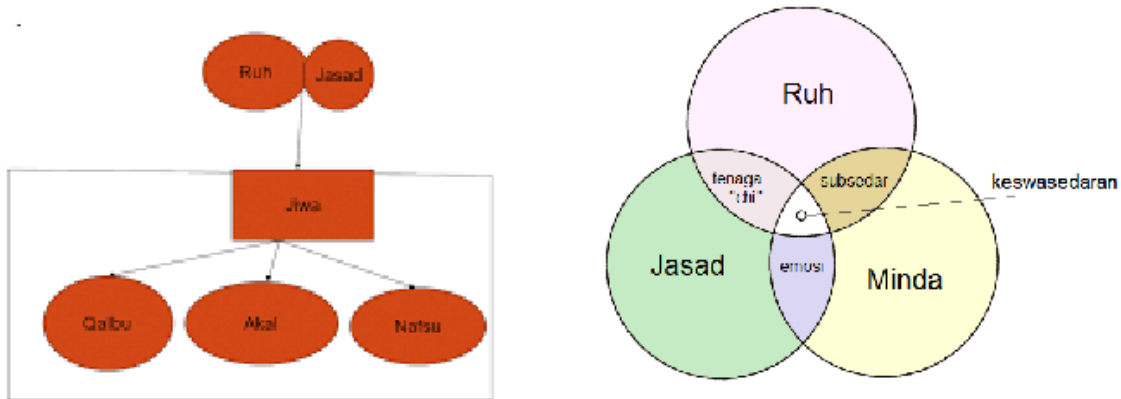 Ruh
Jasad
Jiwa
Qalbu
Akal
Nafsu
Ruh
tenaga
"chi"
subsedar
keswasedaran
Jasad
emosi
Minda